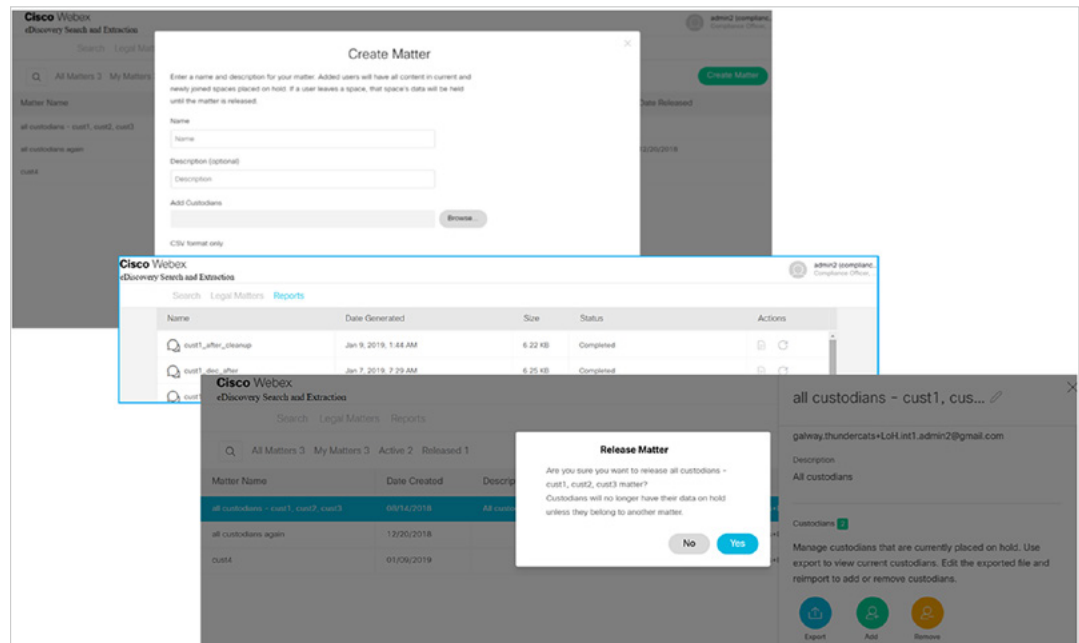 Cisco Webex
eDiscovery Search and Extraction
admin2 (complianc..
Compliance Officer,
Search Legal Mat
All Matters 3 My Matters
Create Matter
Matter Name
Date Released
all custodians - cust1, cust2, cust3
all custodians again
12/20/2018
cust4
Create Matter
Enter a name and description for your matter. Added users will have all content in current and
newly joined spaces placed on hold. If a user leaves a space, that space's data will be held
until the matter is released.
Name
Name
Description (optional)
Description
Add Custodians
Browse...
CSV format only
Cisco Webex
eDiscovery Search and Extraction
admin2 (complianc..
Compliance Officer,
Search Legal Matters Reports
Name Date Generated Size Status Actions
cust1_after_cleanup Jan 9, 2019, 1:44 AM 6.22 KB Completed
cust1_dec_after Jan 7, 2019, 7:29 AM 6.25 KB Completed
cust
Cisco Webex
eDiscovery Search and Extraction
Search Legal Matters Reports
All Matters 3 My Matters 3 Active 2 Released 1
Matter Name Date Created Descrip
all custodians - cust1, cust2, cust3 08/14/2018 All custo
all custodians again 12/20/2018
cust4 01/09/2019
Release Matter
Are you sure you want to release all custodians -
cust1, cust2, cust3 matter?
Custodians will no longer have their data on hold
unless they belong to another matter.
No Yes
all custodians - cust1, cus...
galway.thundercats+LoH.int1.admin2@gmail.com
Description
All custodians
Custodians 2
Manage custodians that are currently placed on hold. Use
export to view current custodians. Edit the exported file and
reimport to add or remove custodians.
Export Add Remove